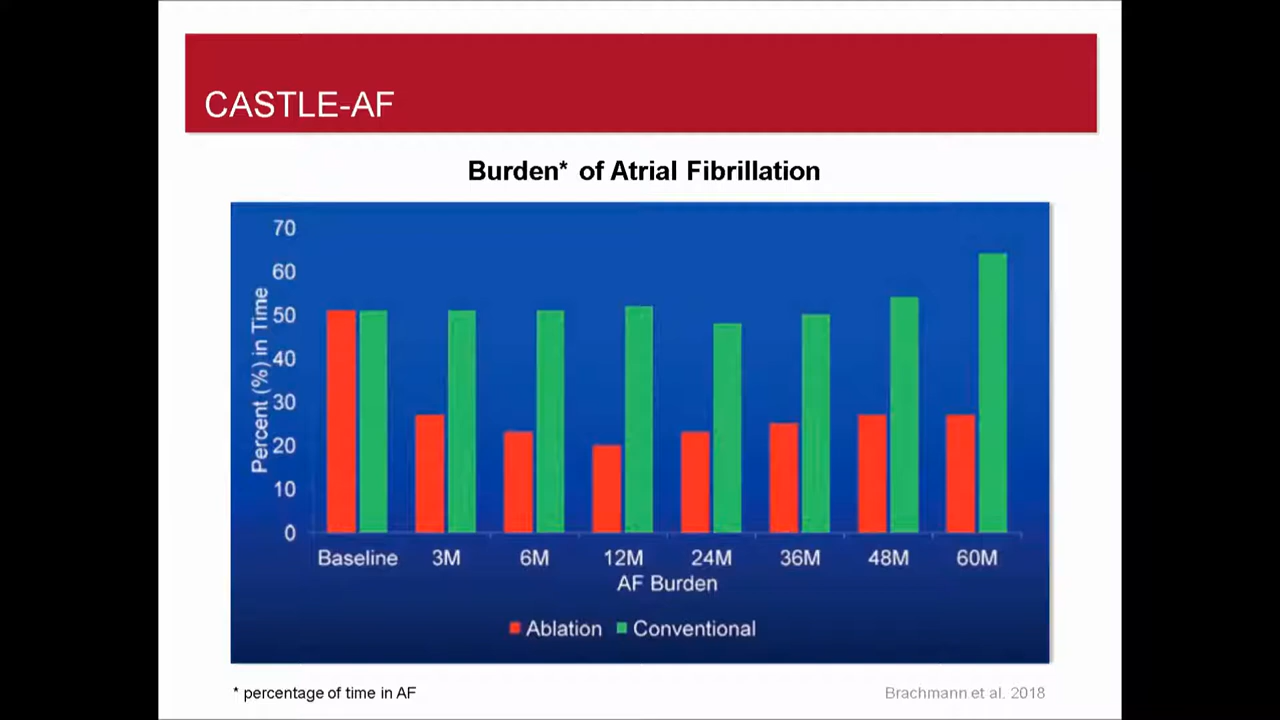 CASTLE-AF
Burden* of Atrial Fibrillation
Percent (%) in Time
70
60
50
40
30
20
10
0
Baseline 3M 6M 12M 24M 36M 48M 60M
AF Burden
Ablation Conventional
* percentage of time in AF
Brachmann et al. 2018